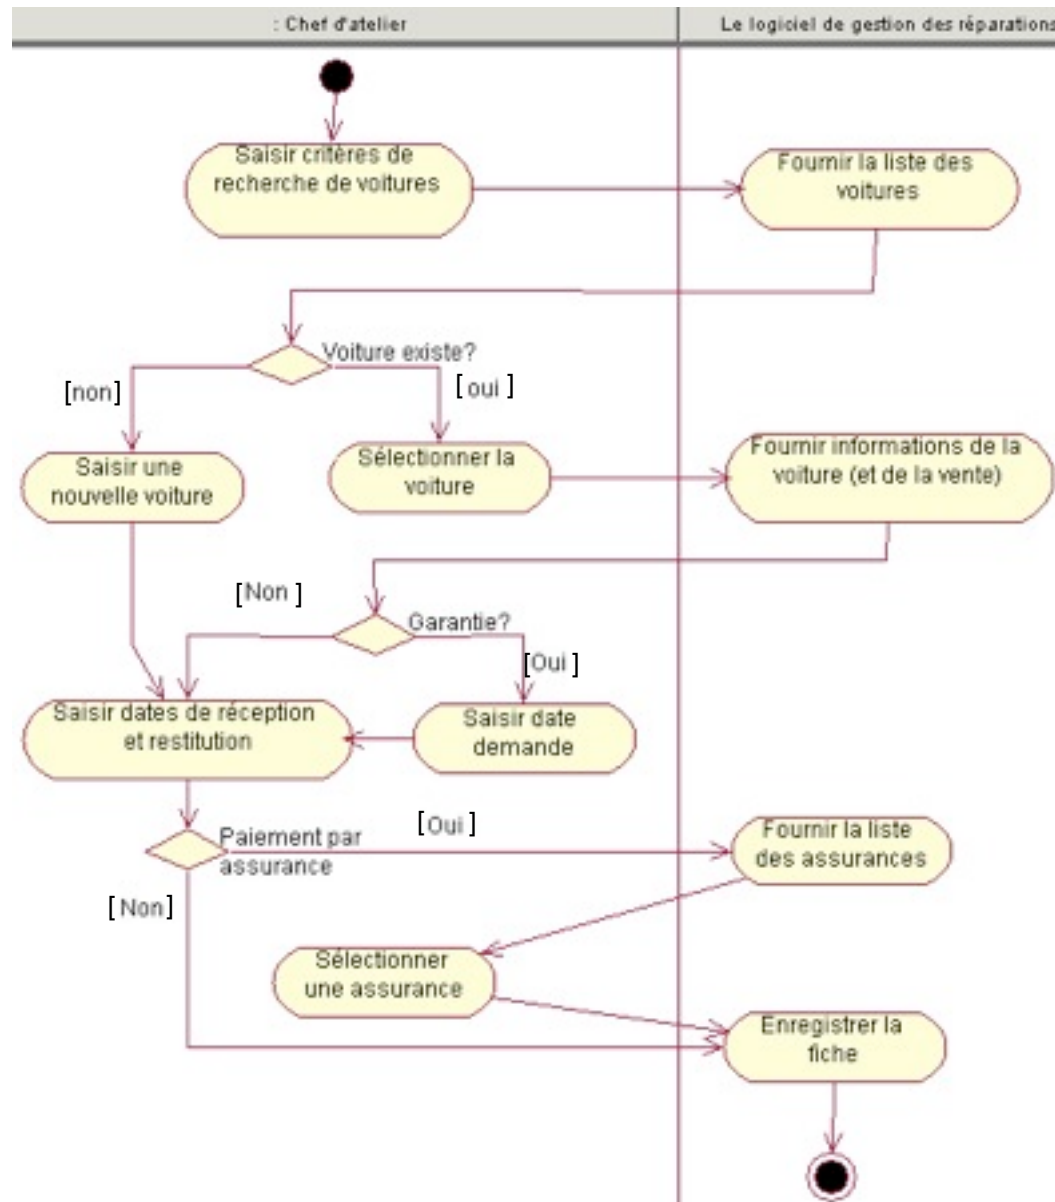 : Chef d'atelier
Le logiciel de gestion des réparations
Saisir critères de
recherche de voitures
Fournir la liste des
voitures
Voiture existe?
[non]
[oui ]
Saisir une
nouvelle voiture
Sélectionner la
voiture
Fournir informations de la
voiture (et de la vente)
[Non ]
Garantie?
[Oui ]
Saisir dates de réception
et restitution
Saisir date
demande
Paiement par
assurance
[Oui ]
[ Non]
Fournir la liste
des assurances
Sélectionner
une assurance
Enregistrer la
fiche